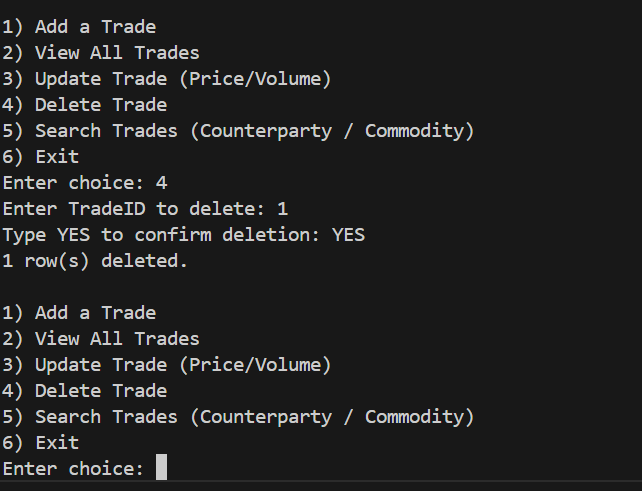 1) Add a Trade
2) View All Trades
3) Update Trade (Price/Volume)
4) Delete Trade
5) Search Trades (Counterparty / Commodity)
6) Exit
Enter choice: 4
Enter TradeID to delete: 1
Type YES to confirm deletion: YES
1 row(s) deleted.
1) Add a Trade
2) View All Trades
3) Update Trade (Price/Volume)
4) Delete Trade
5) Search Trades (Counterparty / Commodity)
6) Exit
Enter choice: